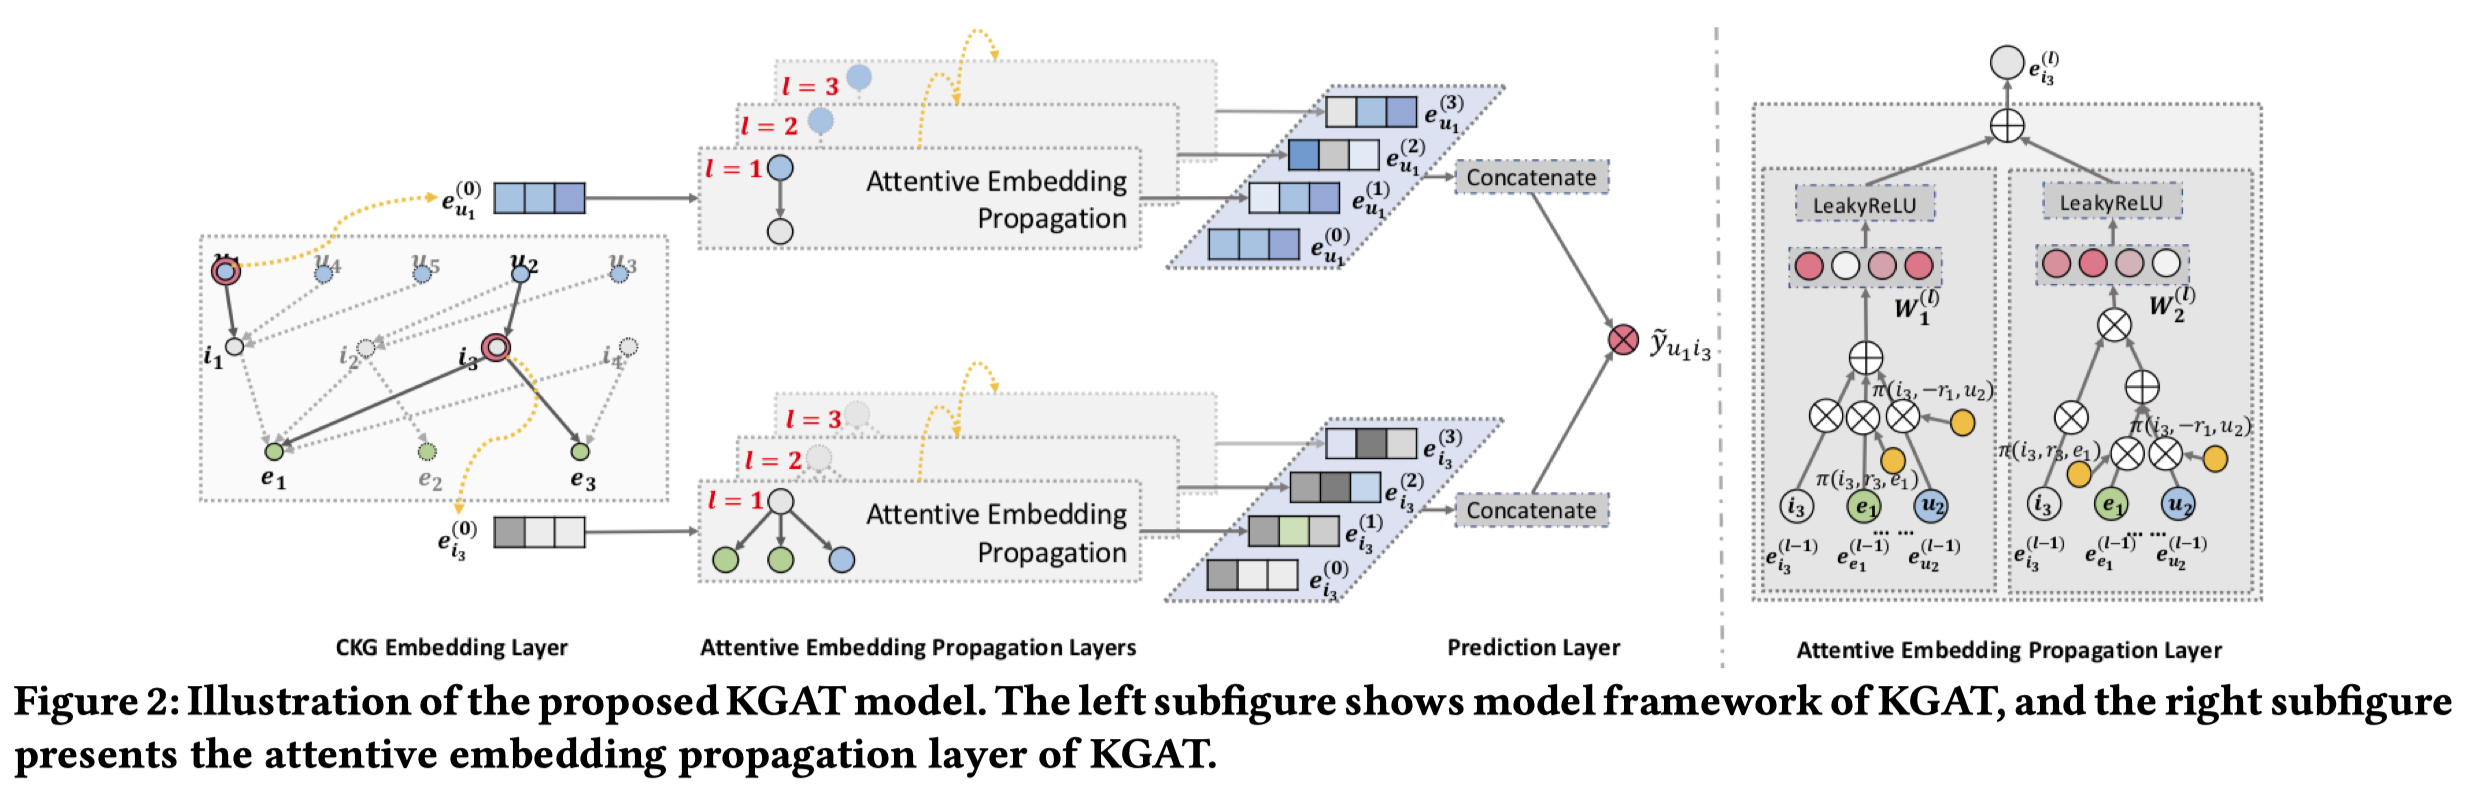 l = 3
l = 2
l = 1
Attentive Embedding
Propagation
e_{u_1}^{(0)}
e_{u_1}^{(3)}
e_{u_1}^{(2)}
e_{u_1}^{(1)}
e_{u_1}^{(0)}
Concatenate
u_1 u_4 u_5 u_2 u_3
i_1 i_2 i_3 i_4
e_1 e_2 e_3
ỹ_{u_1 i_3}
l = 3
l = 2
l = 1
Attentive Embedding
Propagation
e_{i_3}^{(0)}
e_{i_3}^{(3)}
e_{i_3}^{(2)}
e_{i_3}^{(1)}
e_{i_3}^{(0)}
Concatenate
CKG Embedding Layer
Attentive Embedding Propagation Layers
Prediction Layer
e_{i_3}^{(l)}
LeakyReLU
W_1^{(l)}
π(i_3, −r_1, u_2)
π(i_3, r_3, e_1)
i_3 e_1 u_2
... ...
e_{i_3}^{(l−1)} e_{e_1}^{(l−1)} e_{u_2}^{(l−1)}
LeakyReLU
W_2^{(l)}
π(i_3, −r_1, u_2)
π(i_3, r_3, e_1)
i_3 e_1 u_2
... ...
e_{i_3}^{(l−1)} e_{e_1}^{(l−1)} e_{u_2}^{(l−1)}
Attentive Embedding Propagation Layer
Figure 2: Illustration of the proposed KGAT model. The left subfigure shows model framework of KGAT, and the right subfigure
presents the attentive embedding propagation layer of KGAT.